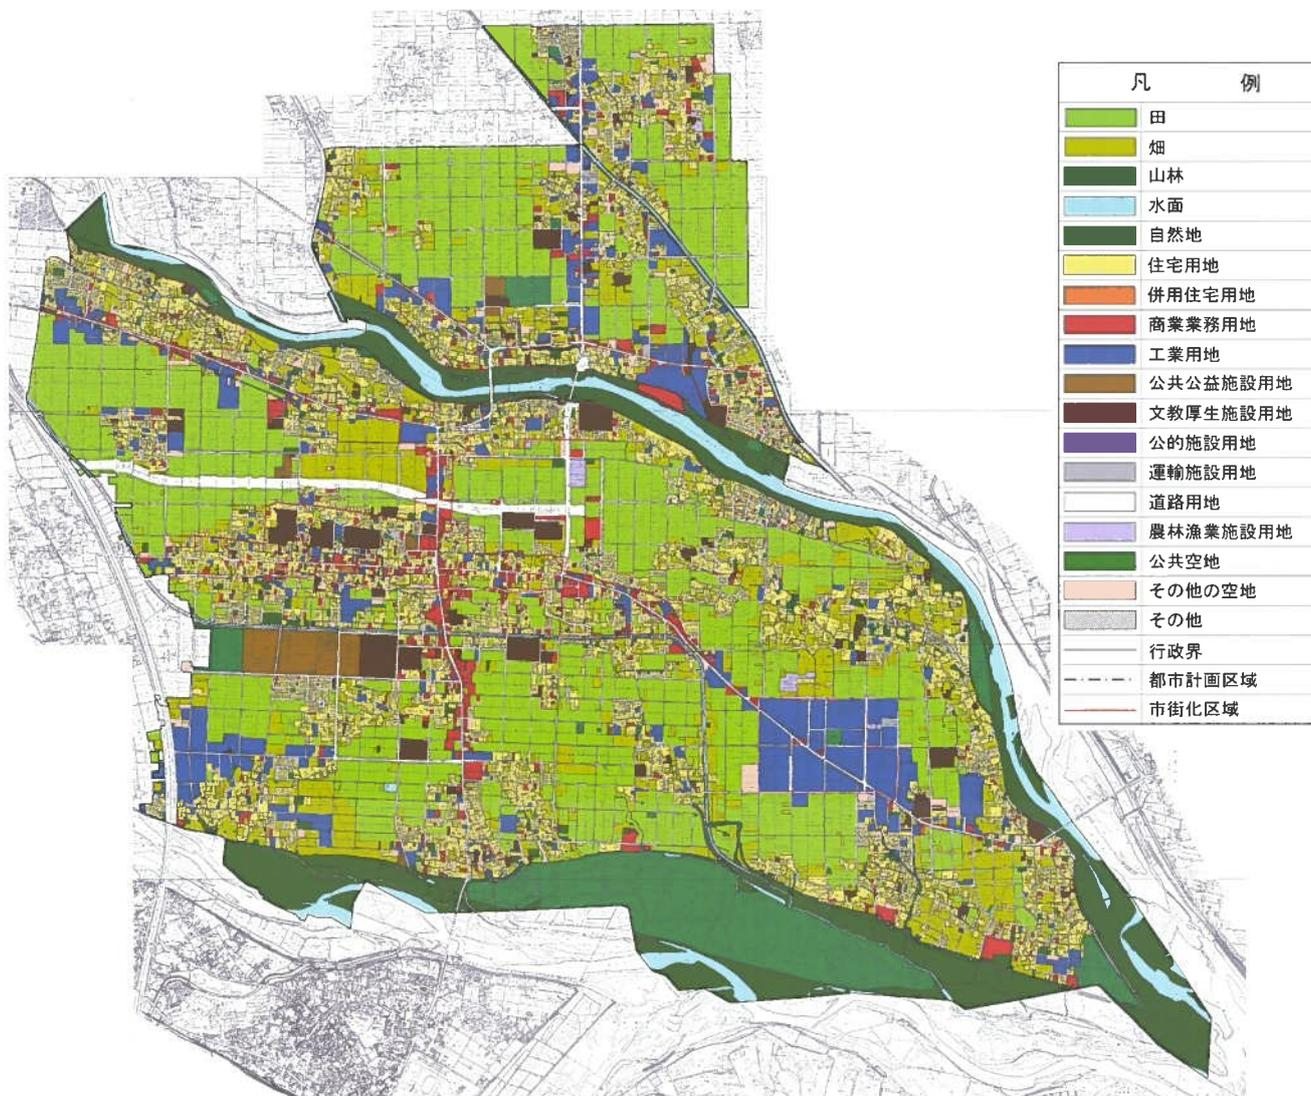 凡 例
田
畑
山林
水面
自然地
住宅用地
併用住宅用地
商業業務用地
工業用地
公共公益施設用地
文教厚生施設用地
公的施設用地
運輸施設用地
道路用地
農林漁業施設用地
公共空地
その他の空地
その他
行政界
都市計画区域
市街化区域